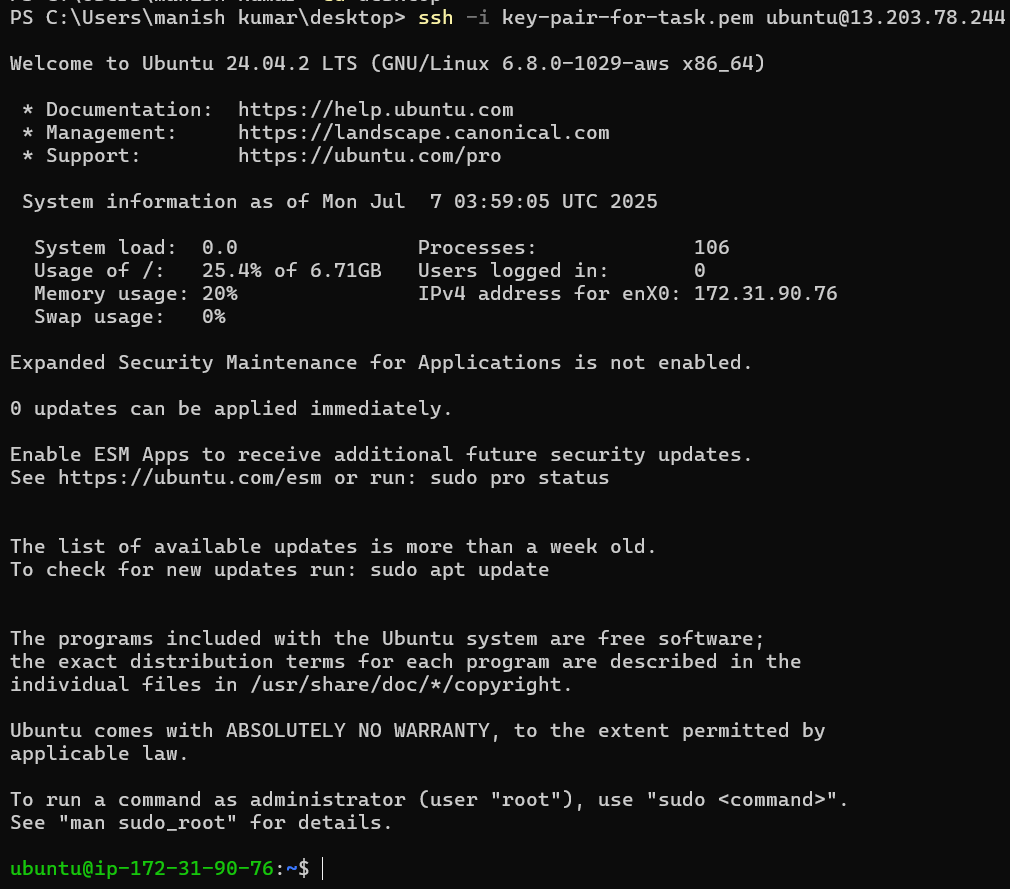 PS C:\Users\manish kumar\desktop> ssh -i key-pair-for-task.pem ubuntu@13.203.78.244
Welcome to Ubuntu 24.04.2 LTS (GNU/Linux 6.8.0-1029-aws x86_64)
* Documentation:  https://help.ubuntu.com
* Management:     https://landscape.canonical.com
* Support:        https://ubuntu.com/pro
System information as of Mon Jul  7 03:59:05 UTC 2025
System load:  0.0               Processes:             106
Usage of /:   25.4% of 6.71GB   Users logged in:       0
Memory usage: 20%               IPv4 address for enX0: 172.31.90.76
Swap usage:   0%
Expanded Security Maintenance for Applications is not enabled.
0 updates can be applied immediately.
Enable ESM Apps to receive additional future security updates.
See https://ubuntu.com/esm or run: sudo pro status
The list of available updates is more than a week old.
To check for new updates run: sudo apt update
The programs included with the Ubuntu system are free software;
the exact distribution terms for each program are described in the
individual files in /usr/share/doc/*/copyright.
Ubuntu comes with ABSOLUTELY NO WARRANTY, to the extent permitted by
applicable law.
To run a command as administrator (user "root"), use "sudo <command>".
See "man sudo_root" for details.
ubuntu@ip-172-31-90-76:~$